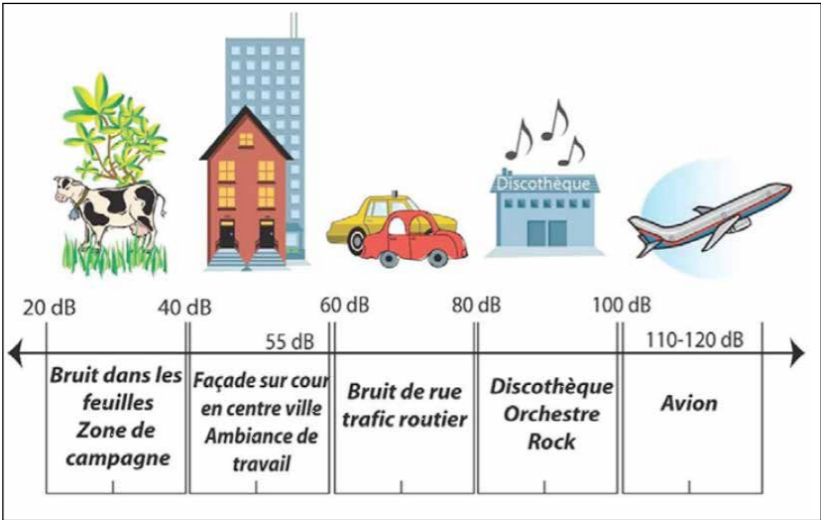 Discothèque
20 dB
40 dB
60 dB
80 dB
100 dB
55 dB
110-120 dB
Bruit dans les
feuilles
Zone de
campagne
Façade sur cour
en centre ville
Ambiance de
travail
Bruit de rue
trafic routier
Discothèque
Orchestre
Rock
Avion